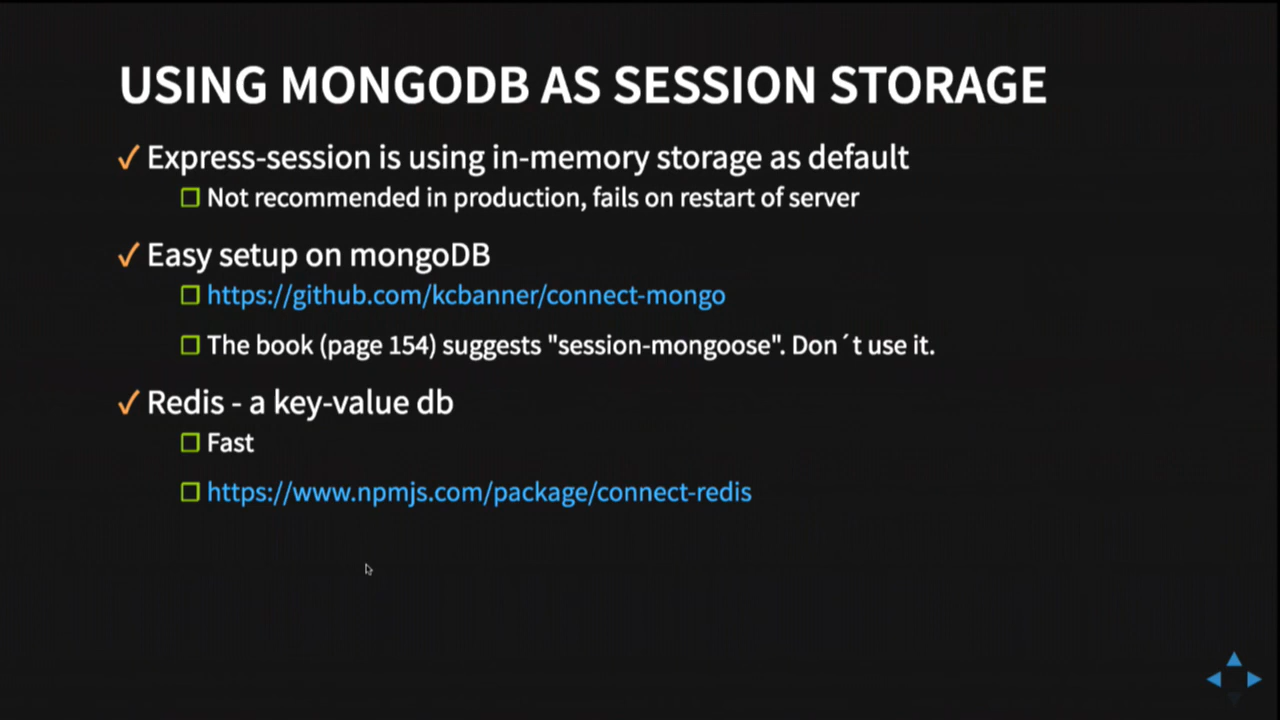 USING MONGODB AS SESSION STORAGE
Express-session is using in-memory storage as default
Not recommended in production, fails on restart of server
Easy setup on mongoDB
https://github.com/kcbanner/connect-mongo
The book (page 154) suggests "session-mongoose". Don´t use it.
Redis - a key-value db
Fast
https://www.npmjs.com/package/connect-redis